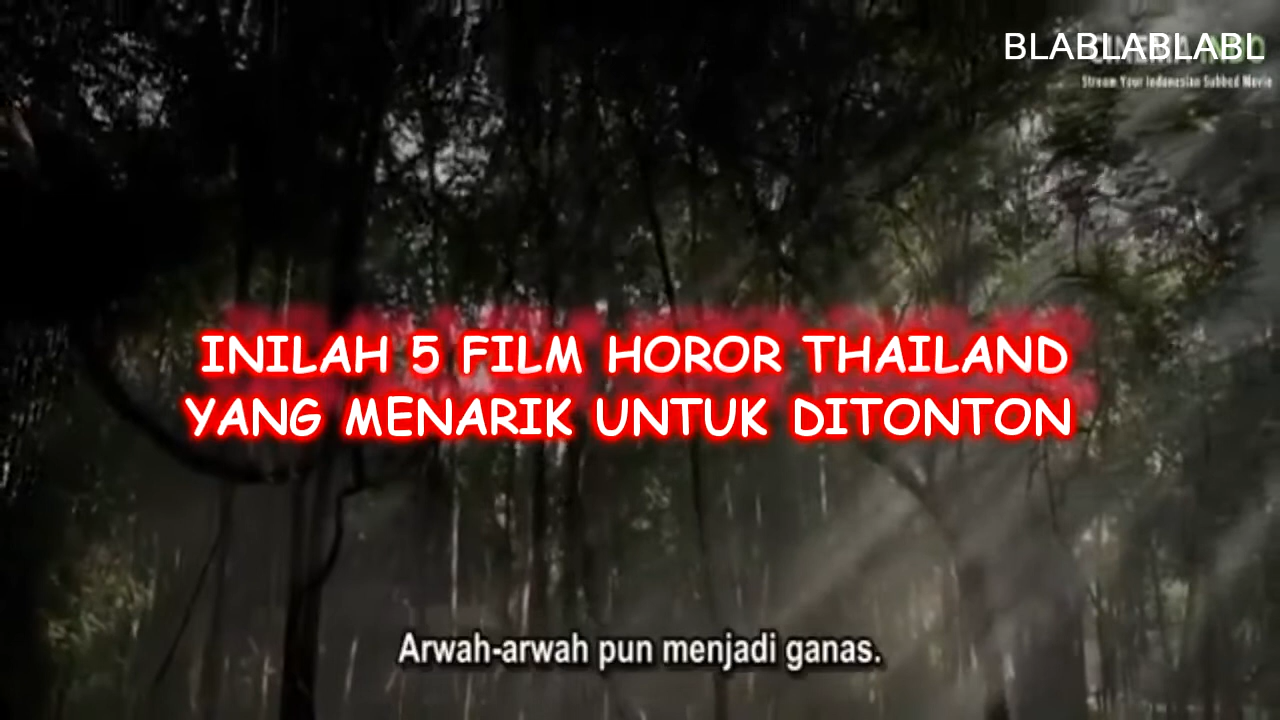 BLABLABLABL
Stream Your Indonesian Subbed Movie
INILAH 5 FILM HOROR THAILAND
YANG MENARIK UNTUK DITONTON
Arwah-arwah pun menjadi ganas.